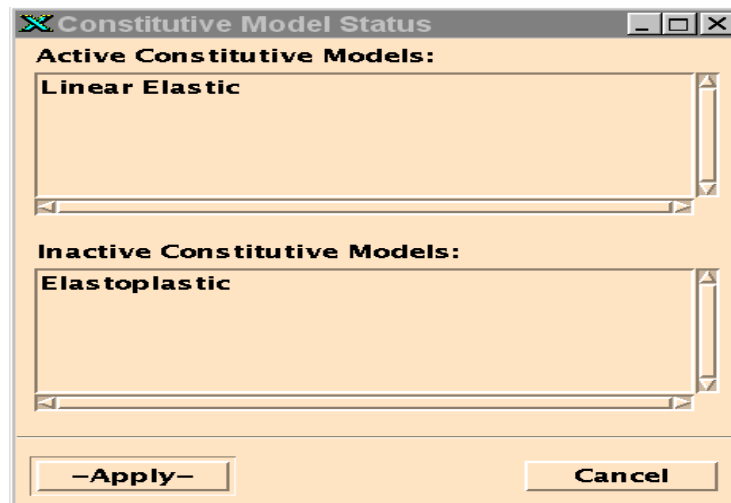 Constitutive Model Status
Active Constitutive Models:
Linear Elastic
Inactive Constitutive Models:
Elastoplastic
–Apply– Cancel